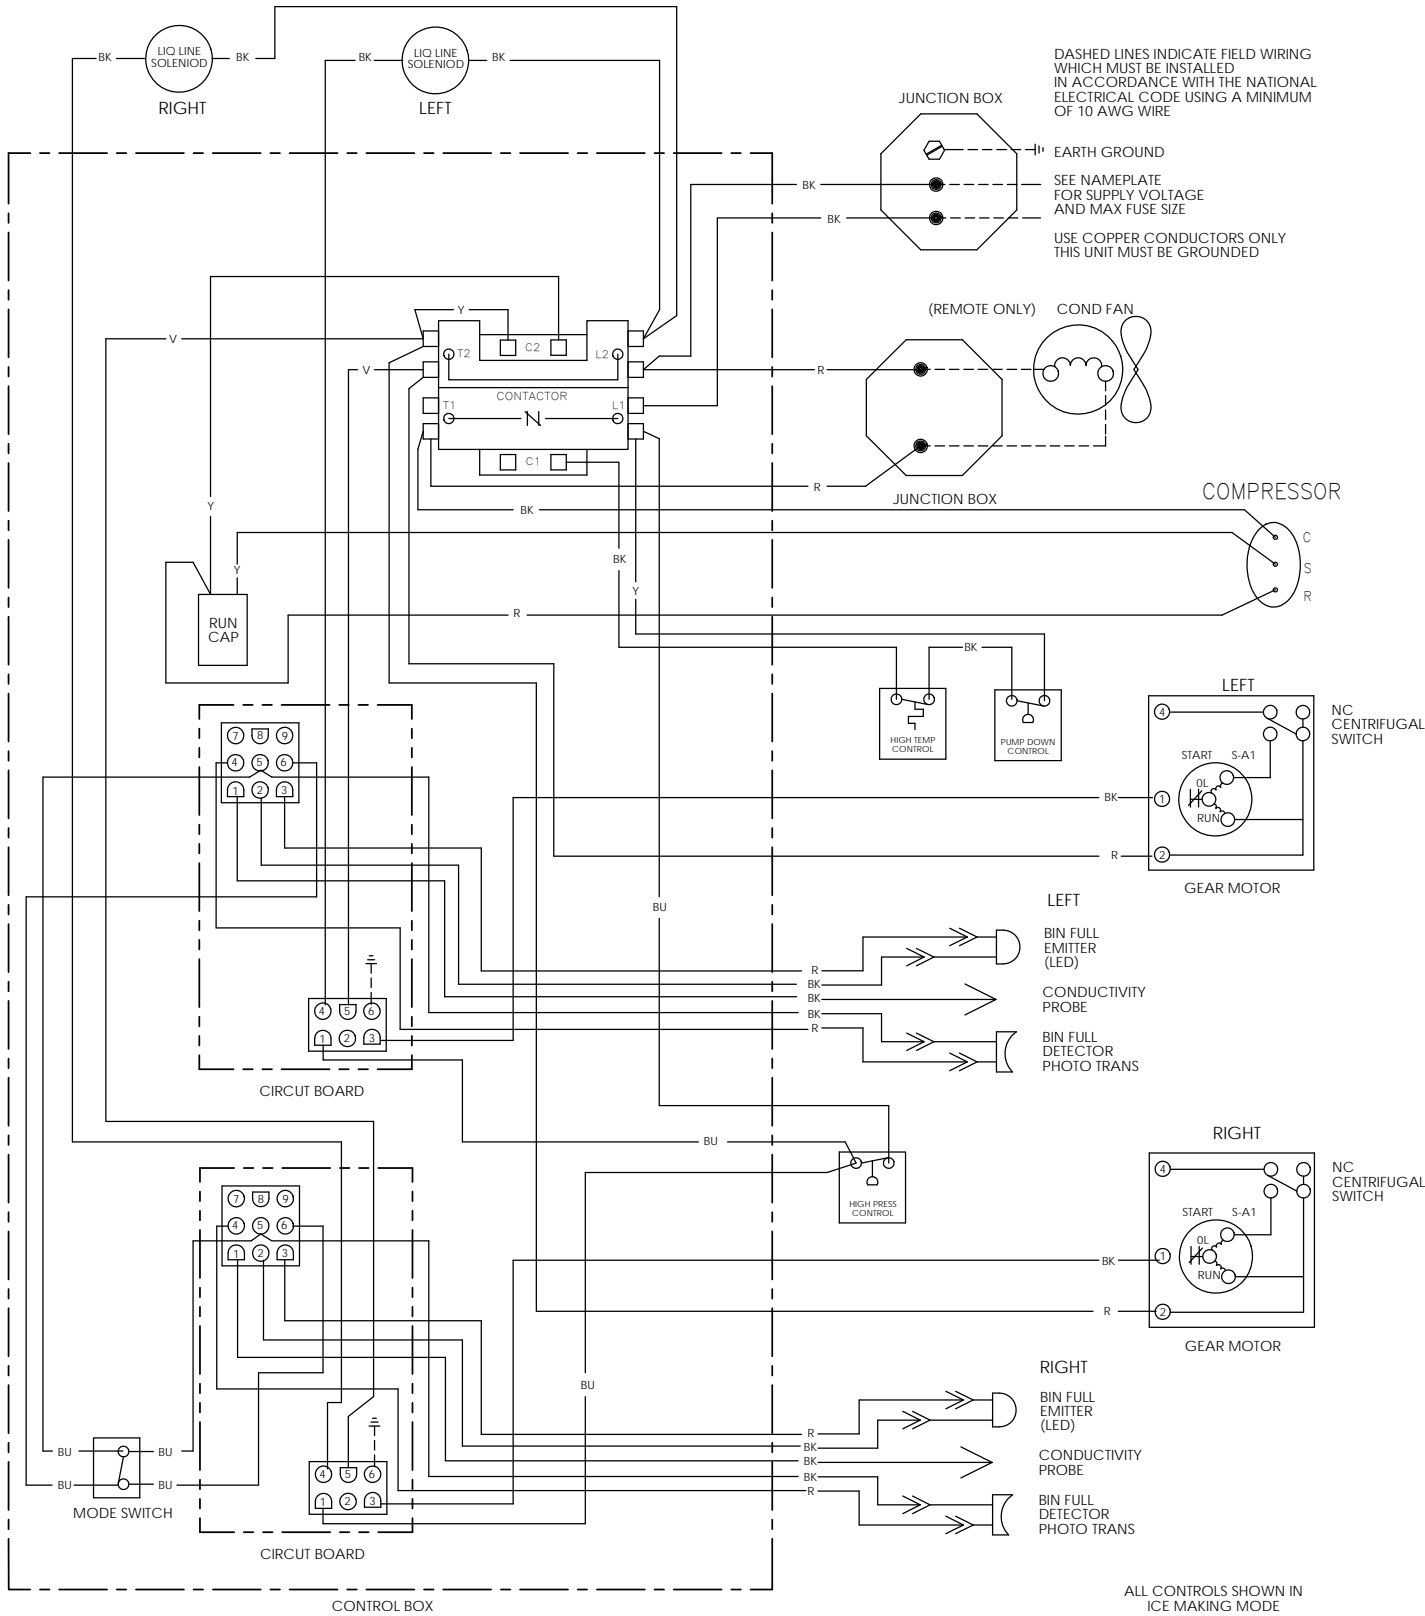 BK
LIQ LINE
SOLENIOD
BK
RIGHT
BK
LIQ LINE
SOLENIOD
BK
LEFT
DASHED LINES INDICATE FIELD WIRING
WHICH MUST BE INSTALLED
IN ACCORDANCE WITH THE NATIONAL
ELECTRICAL CODE USING A MINIMUM
OF 10 AWG WIRE
JUNCTION BOX
EARTH GROUND
SEE NAMEPLATE
FOR SUPPLY VOLTAGE
AND MAX FUSE SIZE
USE COPPER CONDUCTORS ONLY
THIS UNIT MUST BE GROUNDED
BK
BK
(REMOTE ONLY) COND FAN
Y
V
V
T2
C2
L2
CONTACTOR
T1
L1
C1
R
R
JUNCTION BOX
COMPRESSOR
C
S
R
BK
BK
Y
Y
Y
RUN
CAP
R
BK
HIGH TEMP
CONTROL
PUMP DOWN
CONTROL
LEFT
4
NC
CENTRIFUGAL
SWITCH
START S-A1
OL
RUN
1
2
BK
R
GEAR MOTOR
7 8 9
4 5 6
1 2 3
BU
LEFT
BIN FULL
EMITTER
(LED)
CONDUCTIVITY
PROBE
BIN FULL
DETECTOR
PHOTO TRANS
R
BK
BK
BK
R
4 5 6
1 2 3
CIRCUT BOARD
BU
HIGH PRESS
CONTROL
RIGHT
4
NC
CENTRIFUGAL
SWITCH
START S-A1
OL
RUN
1
2
BK
R
GEAR MOTOR
7 8 9
4 5 6
1 2 3
BU
RIGHT
BIN FULL
EMITTER
(LED)
CONDUCTIVITY
PROBE
BIN FULL
DETECTOR
PHOTO TRANS
R
BK
BK
BK
R
BU BU
BU BU
MODE SWITCH
4 5 6
1 2 3
CIRCUT BOARD
CONTROL BOX
ALL CONTROLS SHOWN IN
ICE MAKING MODE